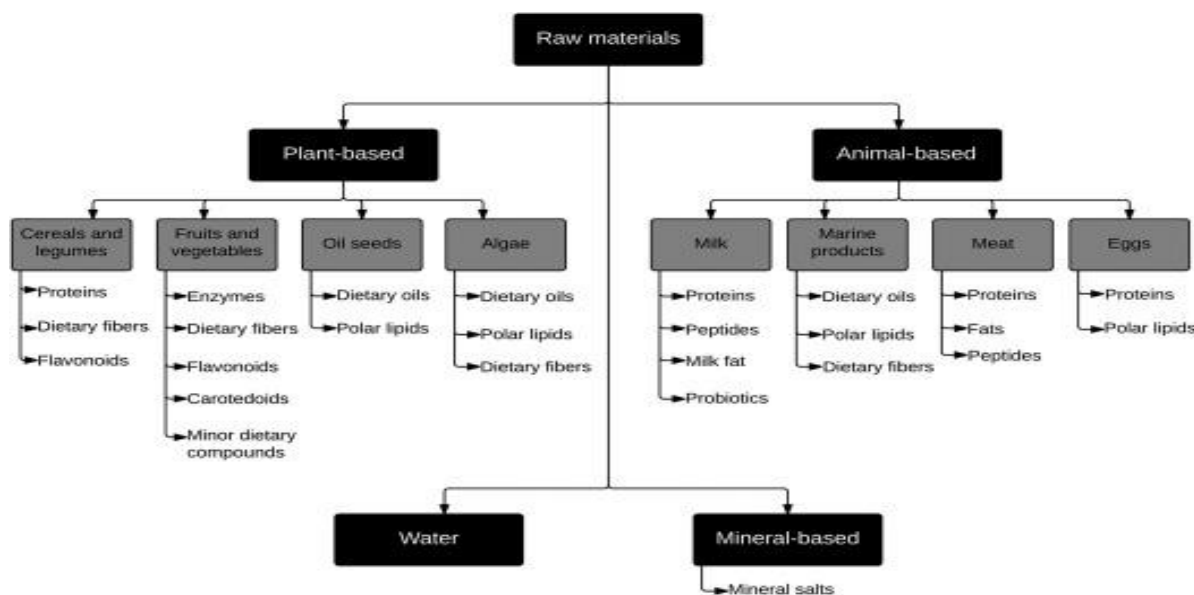 Raw materials
Plant-based
Animal-based
Cereals and
legumes
Fruits and
vegetables
Oil seeds
Algae
Milk
Marine
products
Meat
Eggs
Proteins
Dietary fibers
Flavonoids
Enzymes
Dietary fibers
Flavonoids
Carotedoids
Minor dietary
compounds
Dietary oils
Polar lipids
Dietary oils
Polar lipids
Dietary fibers
Proteins
Peptides
Milk fat
Probiotics
Dietary oils
Polar lipids
Dietary fibers
Proteins
Fats
Peptides
Proteins
Polar lipids
Water
Mineral-based
Mineral salts